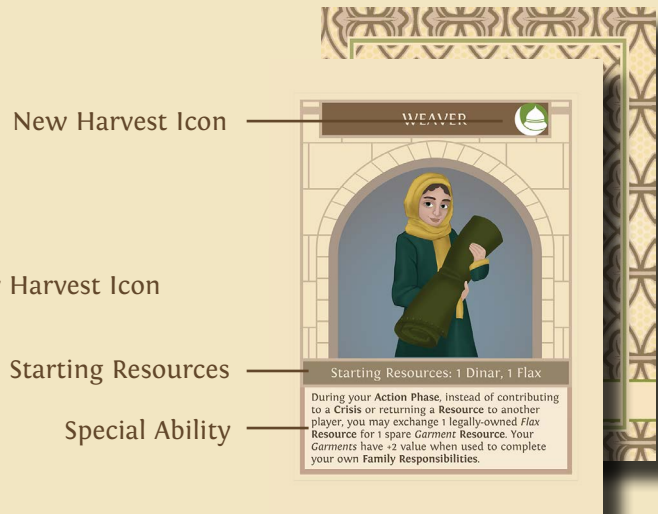 New Harvest Icon
WEAVER
Harvest Icon
Starting Resources
Starting Resources: 1 Dinar, 1 Flax
Special Ability
During your Action Phase, instead of contributing
to a Crisis or returning a Resource to another
player, you may exchange 1 legally-owned Flax
Resource for 1 spare Garment Resource. Your
Garments have +2 value when used to complete
your own Family Responsibilities.